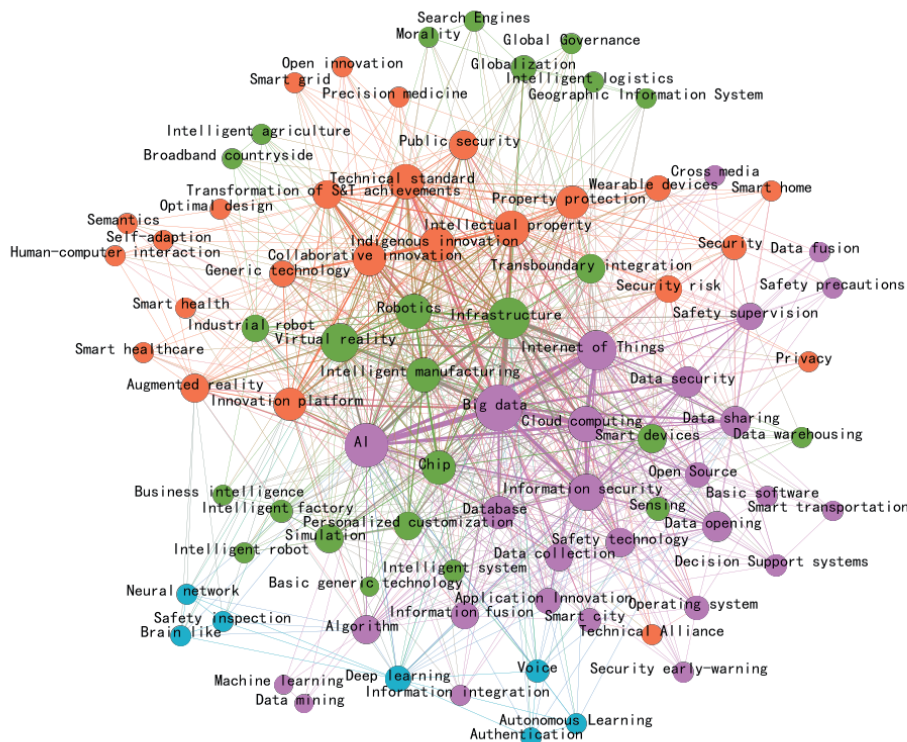 Search Engines
Morality
Global Governance
Globalization
Open innovation
Smart grid
Intelligent logistics
Precision medicine
Geographic Information System
Intelligent agriculture
Public security
Broadband countryside
Cross media
Technical standard
Transformation of S&T achievements
Wearable devices
Smart home
Property protection
Optimal design
Semantics
Intellectual property
Self-adaption
Indigenous innovation
Security
Data fusion
Human-computer interaction
Collaborative innovation
Transboundary integration
Generic technology
Security risk
Safety precautions
Smart health
Robotics
Infrastructure
Safety supervision
Industrial robot
Virtual reality
Internet of Things
Smart healthcare
Privacy
Intelligent manufacturing
Augmented reality
Data security
Innovation platform
Big data
Cloud computing
Data sharing
AI
Smart devices
Data warehousing
Chip
Open Source
Business intelligence
Information security
Basic software
Intelligent factory
Database
Sensing
Smart transportation
Personalized customization
Simulation
Data opening
Safety technology
Intelligent robot
Data collection
Decision Support systems
Intelligent system
Basic generic technology
Neural network
Application Innovation
Operating system
Safety inspection
Information fusion
Smart city
Brain like
Algorithm
Technical Alliance
Voice
Security early-warning
Machine learning
Deep learning
Information integration
Data mining
Autonomous Learning
Authentication